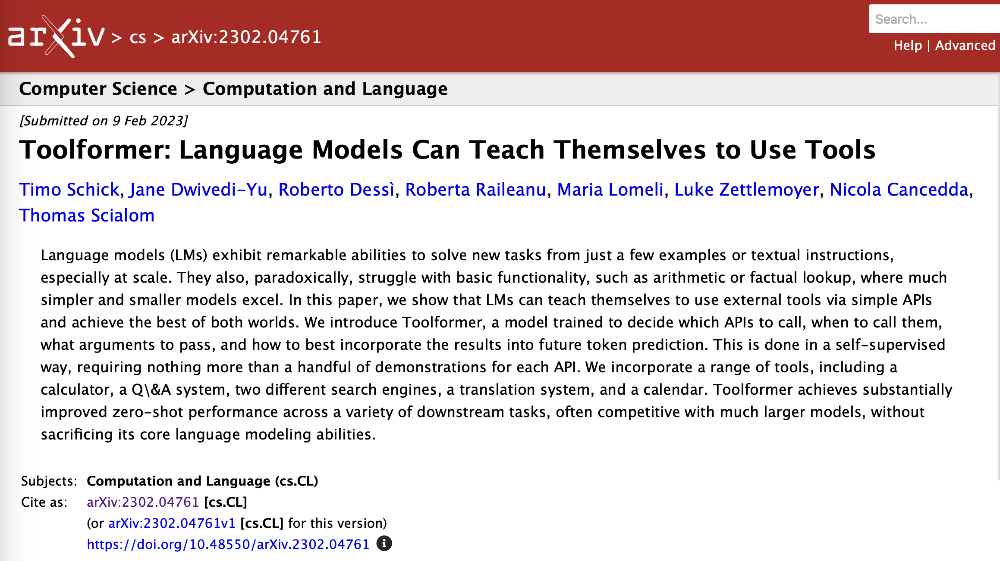 arXiv > cs > arXiv:2302.04761
Search...
Help | Advanced
Computer Science > Computation and Language
[Submitted on 9 Feb 2023]
Toolformer: Language Models Can Teach Themselves to Use Tools
Timo Schick, Jane Dwivedi-Yu, Roberto Dessì, Roberta Raileanu, Maria Lomeli, Luke Zettlemoyer, Nicola Cancedda,
Thomas Scialom
Language models (LMs) exhibit remarkable abilities to solve new tasks from just a few examples or textual instructions,
especially at scale. They also, paradoxically, struggle with basic functionality, such as arithmetic or factual lookup, where much
simpler and smaller models excel. In this paper, we show that LMs can teach themselves to use external tools via simple APIs
and achieve the best of both worlds. We introduce Toolformer, a model trained to decide which APIs to call, when to call them,
what arguments to pass, and how to best incorporate the results into future token prediction. This is done in a self-supervised
way, requiring nothing more than a handful of demonstrations for each API. We incorporate a range of tools, including a
calculator, a Q\&A system, two different search engines, a translation system, and a calendar. Toolformer achieves substantially
improved zero-shot performance across a variety of downstream tasks, often competitive with much larger models, without
sacrificing its core language modeling abilities.
Subjects: Computation and Language (cs.CL)
Cite as: arXiv:2302.04761 [cs.CL]
(or arXiv:2302.04761v1 [cs.CL] for this version)
https://doi.org/10.48550/arXiv.2302.04761